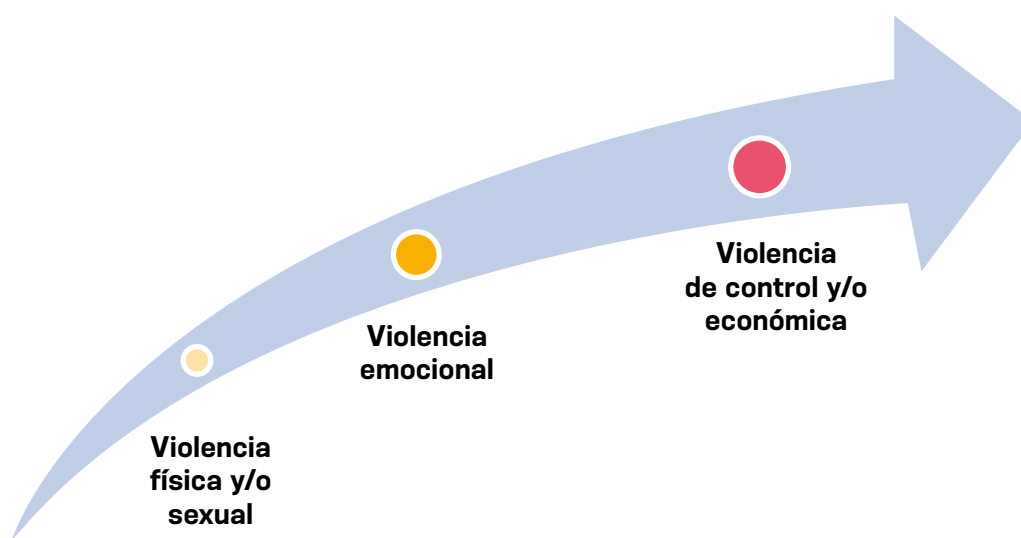 Violencia
física y/o
sexual
Violencia
emocional
Violencia
de control y/o
económica